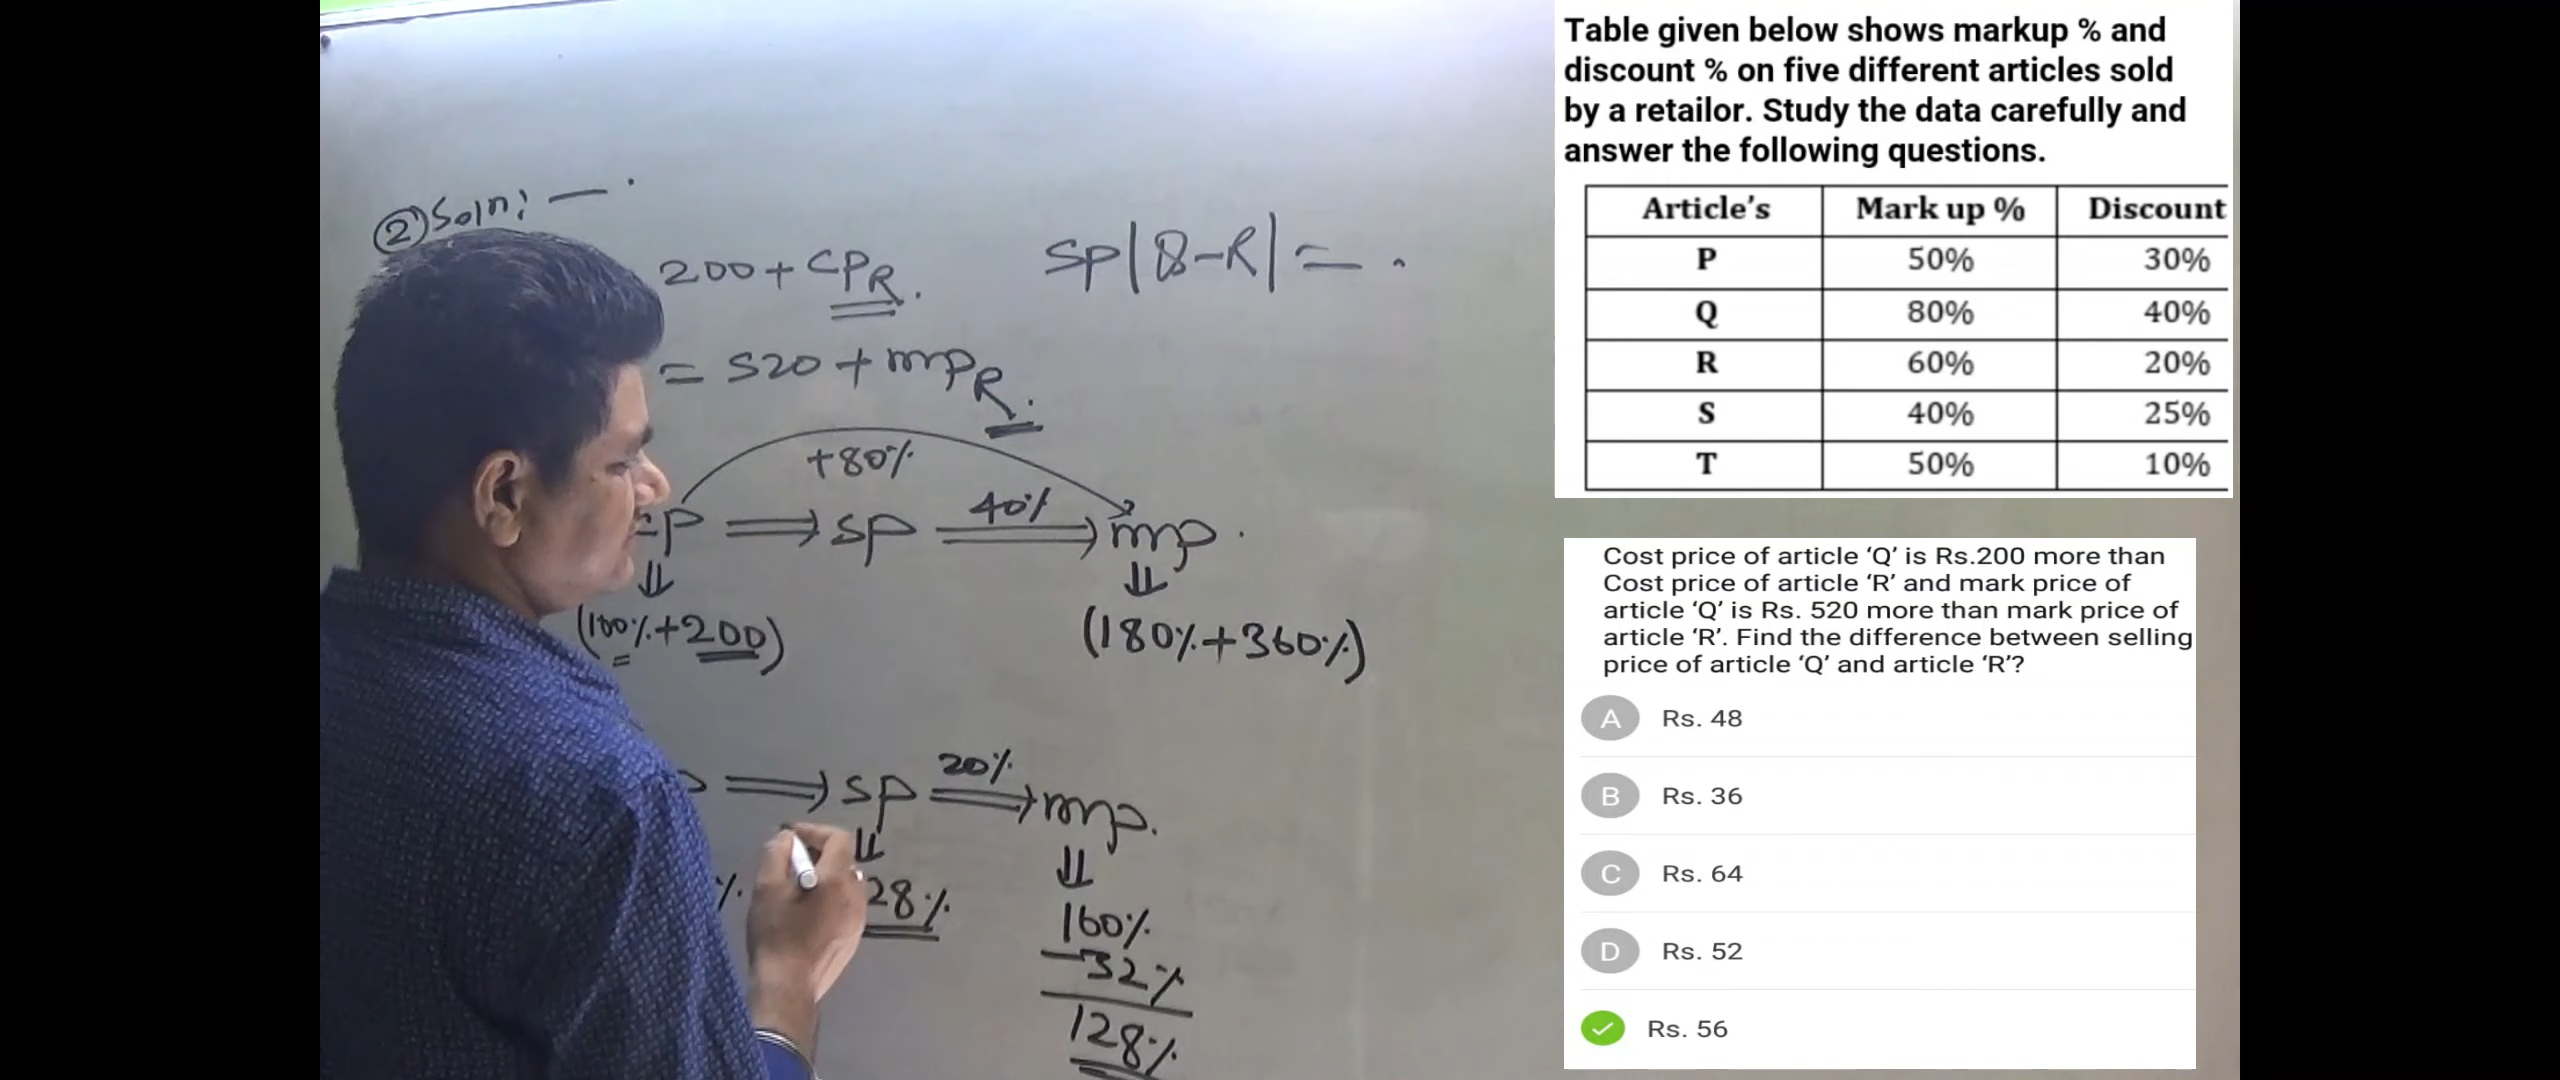 ② Soln: —
200 + CPR.
SP|Q-R| = .
= 520 + mPR.
+80%
CP ⟹ SP 40% ⟹ mp.
(100% + 200)
(180% + 360%)
⟹ SP 20% ⟹ mp.
%
28%
160%
-32%
128%
Table given below shows markup % and
discount % on five different articles sold
by a retailor. Study the data carefully and
answer the following questions.
Article's Mark up % Discount
P 50% 30%
Q 80% 40%
R 60% 20%
S 40% 25%
T 50% 10%
Cost price of article ‘Q’ is Rs.200 more than
Cost price of article ‘R’ and mark price of
article ‘Q’ is Rs. 520 more than mark price of
article ‘R’. Find the difference between selling
price of article ‘Q’ and article ‘R’?
A Rs. 48
B Rs. 36
C Rs. 64
D Rs. 52
Rs. 56